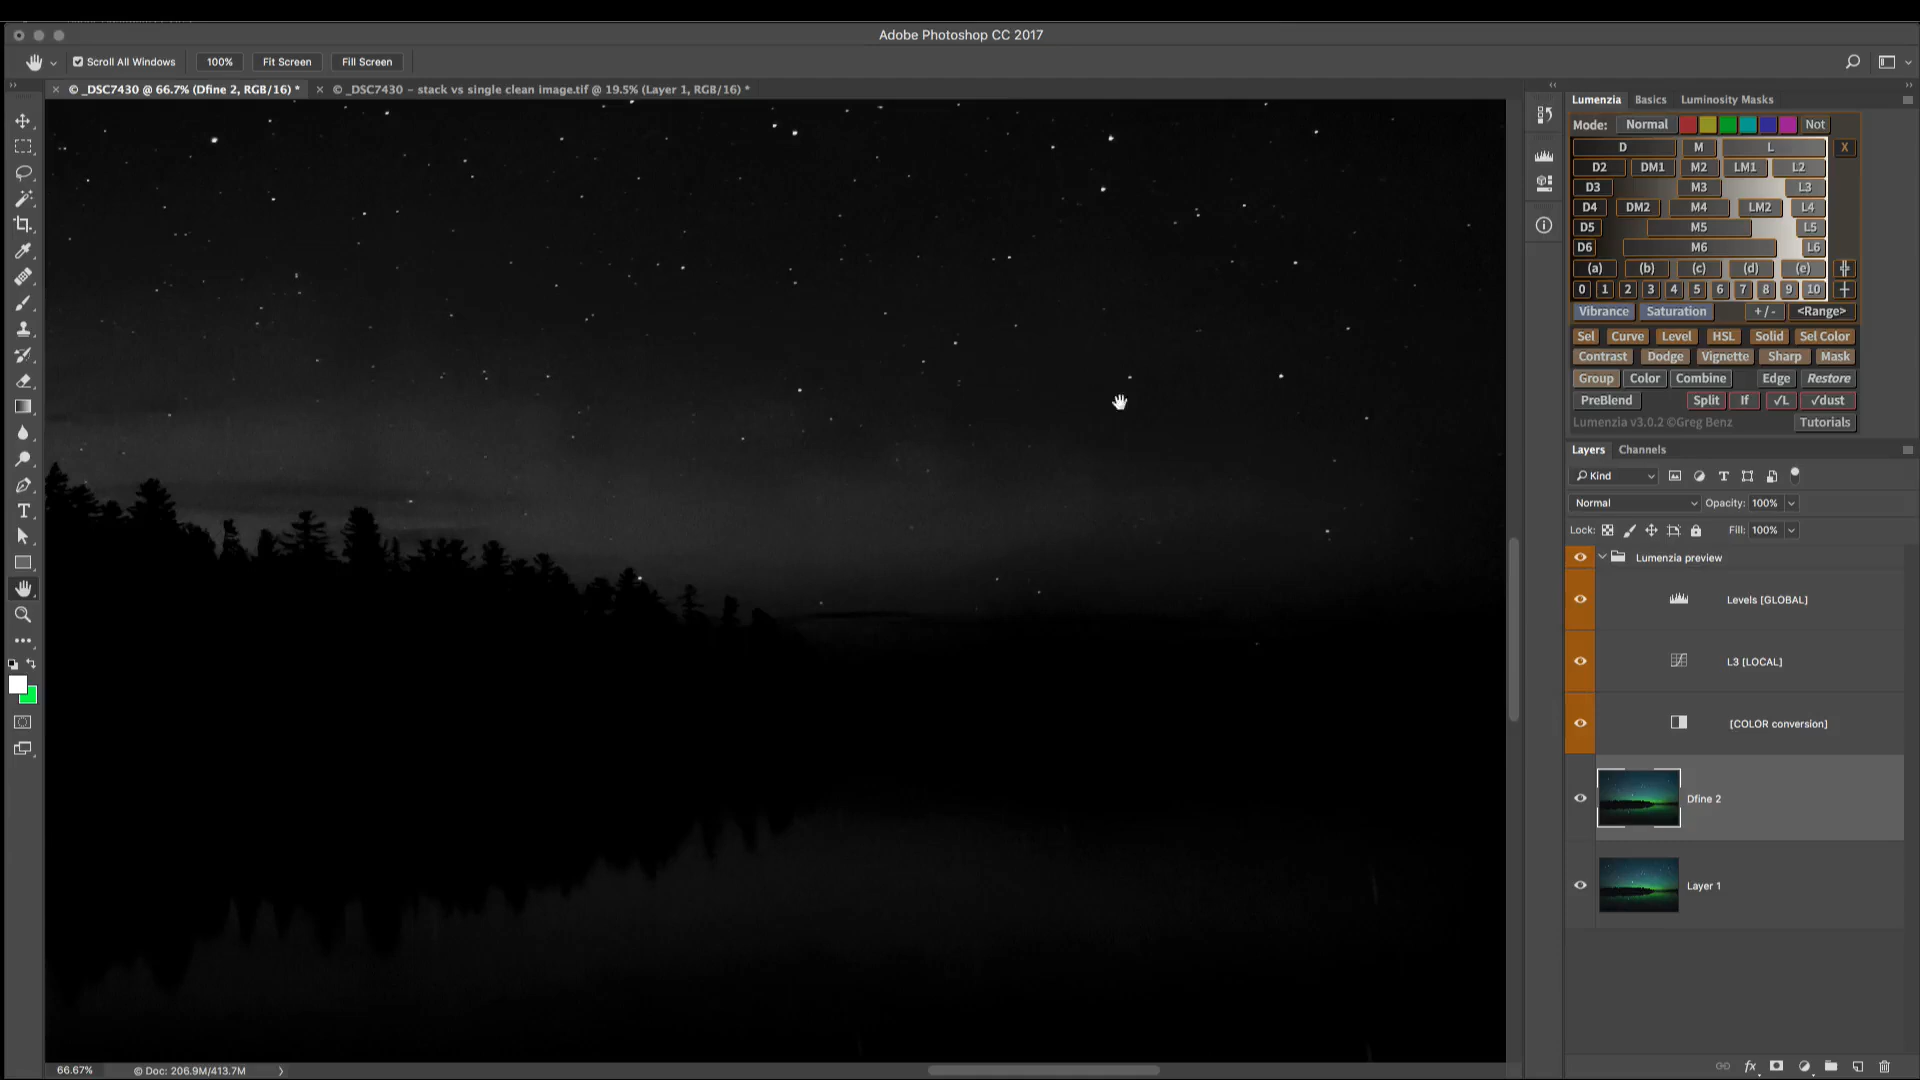 Adobe Photoshop CC 2017
Scroll All Windows 100% Fit Screen Fill Screen
× © _DSC7430 @ 66.7% (Dfine 2, RGB/16) * × © _DSC7430 - stack vs single clean image.tif @ 19.5% (Layer 1, RGB/16) *
Lumenzia Basics Luminosity Masks
Mode: Normal Not
D M L X
D2 DM1 M2 LM1 L2
D3 M3 L3
D4 DM2 M4 LM2 L4
D5 M5 L5
D6 M6 L6
(a) (b) (c) (d) (e)
0 1 2 3 4 5 6 7 8 9 10
Vibrance Saturation +/- <Range>
Sel Curve Level HSL Solid Sel Color
Contrast Dodge Vignette Sharp Mask
Group Color Combine Edge Restore
PreBlend Split If √L √dust
Lumenzia v3.0.2 ©Greg Benz Tutorials
Layers Channels
Kind
Normal Opacity: 100%
Lock: Fill: 100%
Lumenzia preview
Levels [GLOBAL]
L3 [LOCAL]
[COLOR conversion]
Dfine 2
Layer 1
66.67% © Doc: 206.9M/413.7M
fx